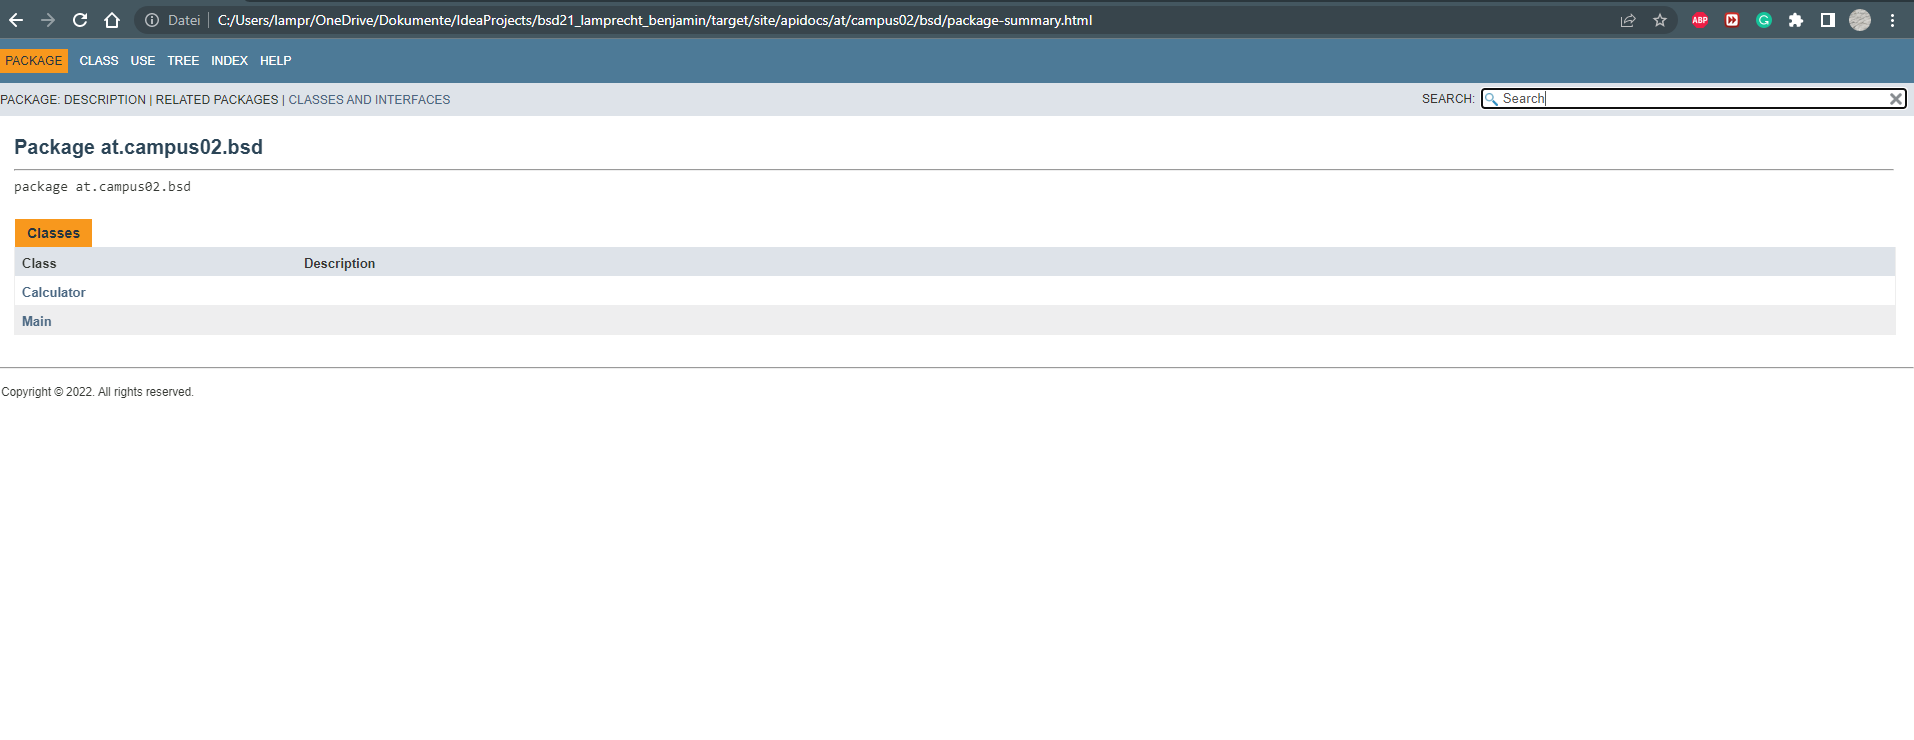 Datei C:/Users/lampr/OneDrive/Dokumente/IdeaProjects/bsd21_lamprecht_benjamin/target/site/apidocs/at/campus02/bsd/package-summary.html ABP G
PACKAGE CLASS USE TREE INDEX HELP
PACKAGE: DESCRIPTION | RELATED PACKAGES | CLASSES AND INTERFACES SEARCH: Search
Package at.campus02.bsd
package at.campus02.bsd
Classes
Class Description
Calculator
Main
Copyright © 2022. All rights reserved.